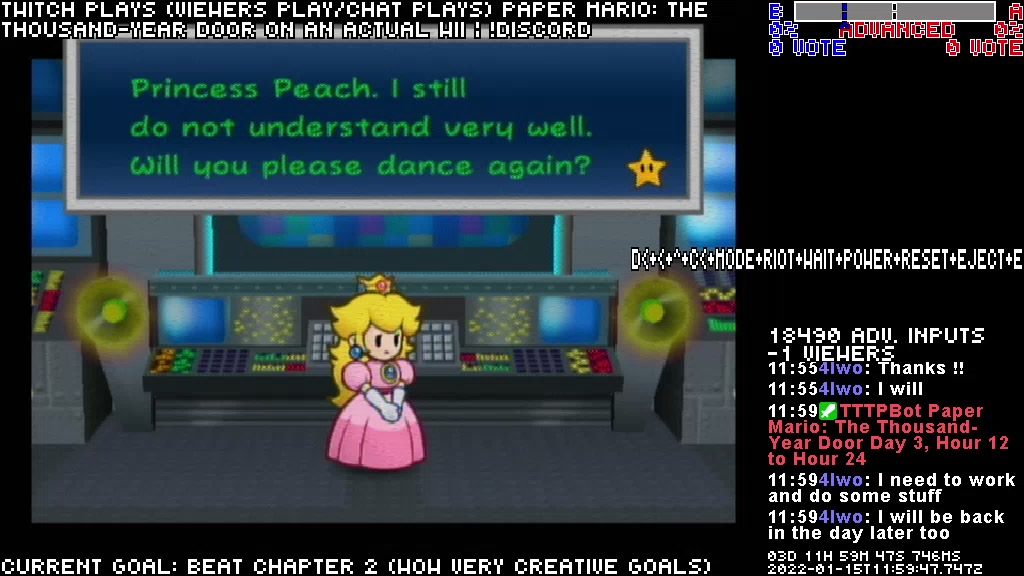 TWITCH PLAYS (VIEWERS PLAY/CHAT PLAYS) PAPER MARIO: THE
THOUSAND-YEAR DOOR ON AN ACTUAL WII! !DISCORD
Princess Peach. I still
do not understand very well.
Will you please dance again?
B
A
0%
ADVANCED
0%
0 VOTE
0 VOTE
+MODE+RIOT+WAIT+POWER+RESET+EJECT+E
18490 ADV. INPUTS
-1 VIEWERS
11:554lwo: Thanks !!
11:554lwo: I will
11:59 TTTPBot Paper
Mario: The Thousand-
Year Door Day 3, Hour 12
to Hour 24
11:594lwo: I need to work
and do some stuff
11:594lwo: I will be back
in the day later too
03D 11H 59M 47S 746MS
2022-01-15T11:59:47.747Z
CURRENT GOAL: BEAT CHAPTER 2 (WOW VERY CREATIVE GOALS)